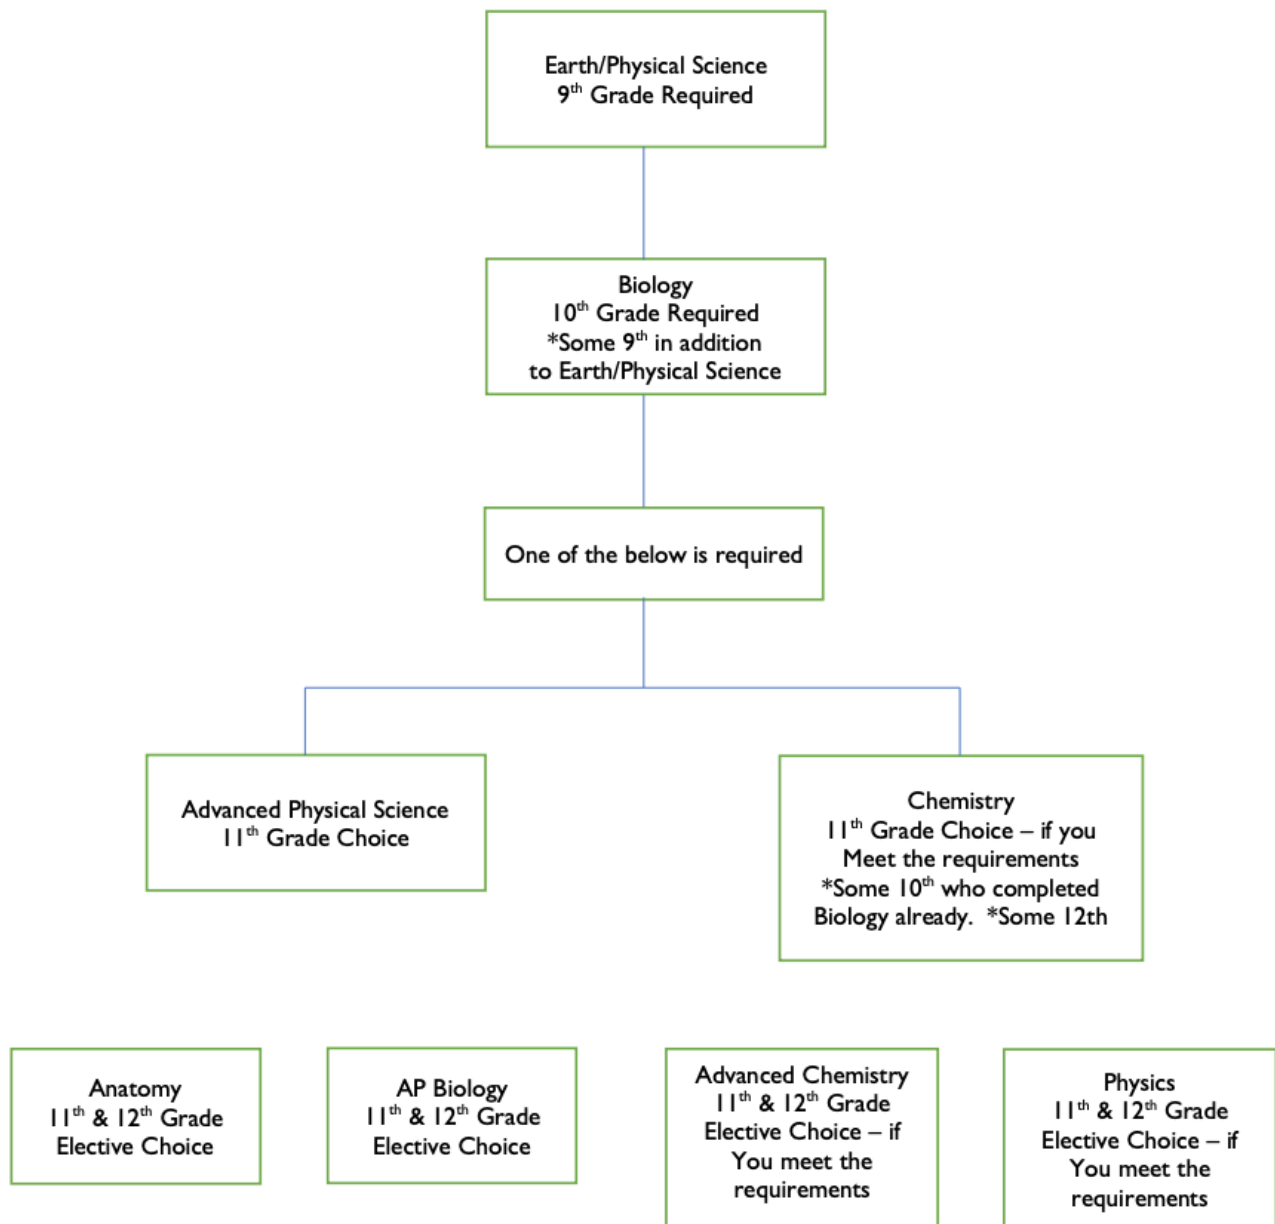 Earth/Physical Science
9th Grade Required
Biology
10th Grade Required
*Some 9th in addition
to Earth/Physical Science
One of the below is required
Advanced Physical Science
11th Grade Choice
Chemistry
11th Grade Choice – if you
Meet the requirements
*Some 10th who completed
Biology already. *Some 12th
Anatomy
11th & 12th Grade
Elective Choice
AP Biology
11th & 12th Grade
Elective Choice
Advanced Chemistry
11th & 12th Grade
Elective Choice – if
You meet the
requirements
Physics
11th & 12th Grade
Elective Choice – if
You meet the
requirements